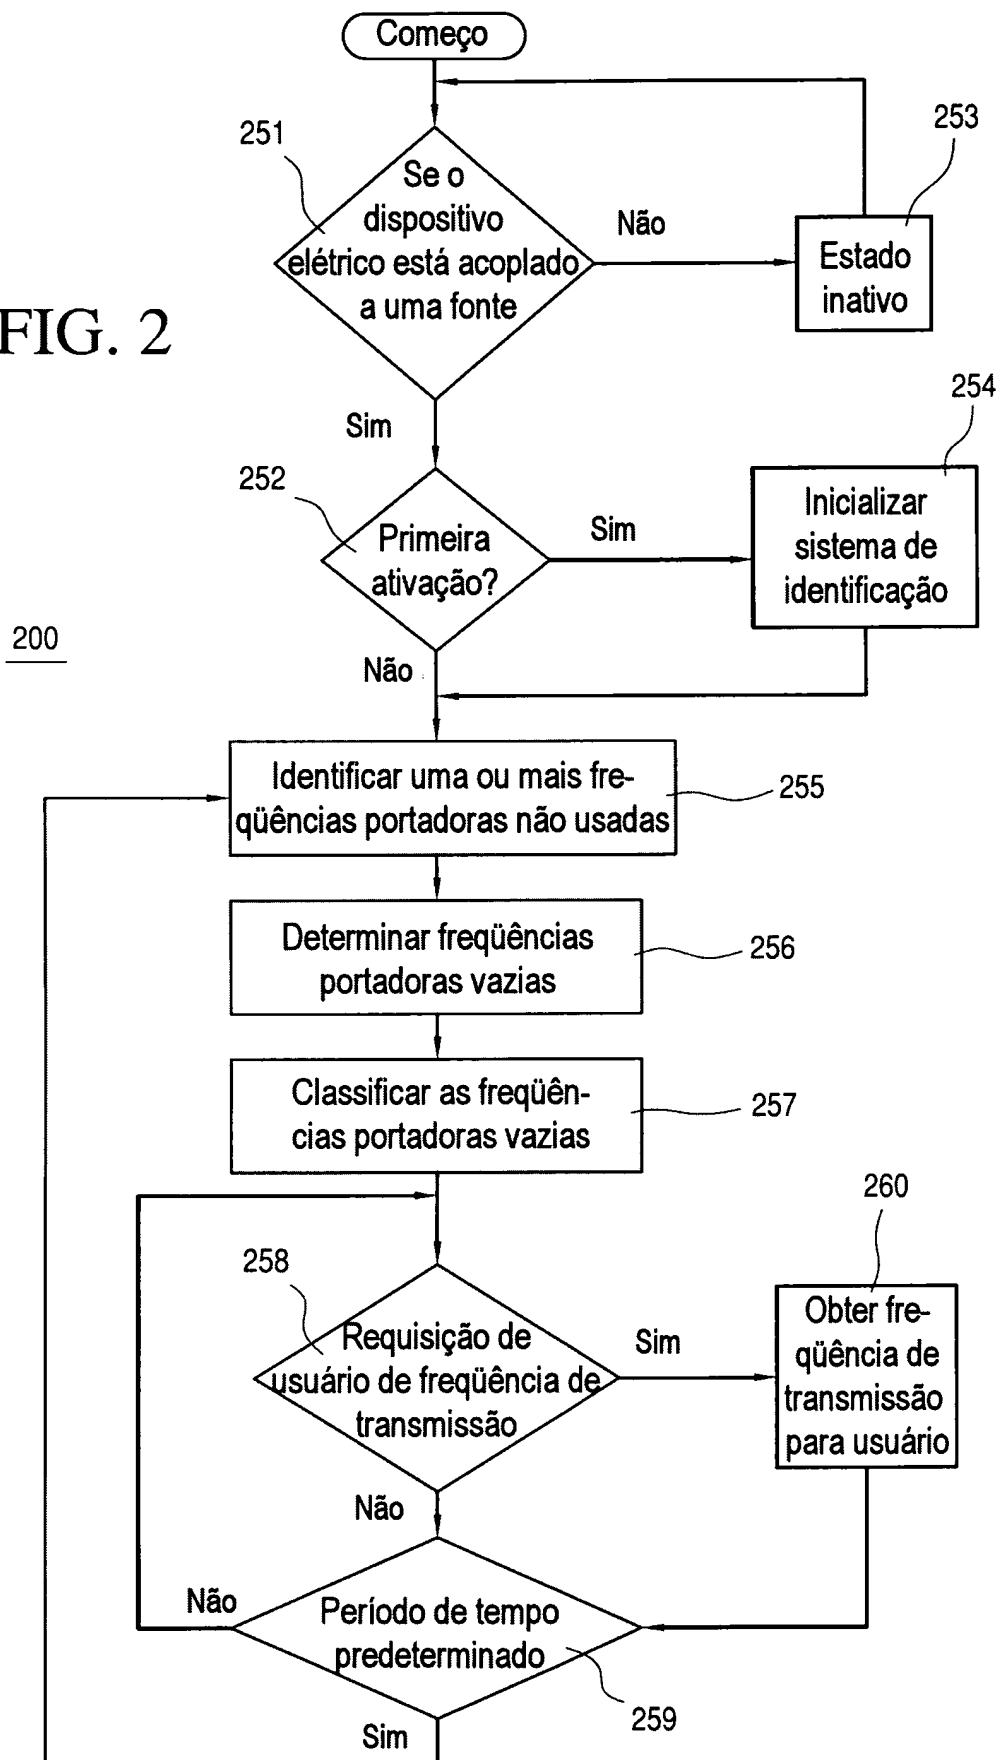 Começo
251
Se o
dispositivo
elétrico está acoplado
a uma fonte
Não
253
Estado
inativo
FIG. 2
Sim
254
252
Primeira
ativação?
Sim
Inicializar
sistema de
identificação
200
Não
Identificar uma ou mais fre-
qüências portadoras não usadas
255
Determinar freqüências
portadoras vazias
256
Classificar as freqüên-
cias portadoras vazias
257
258
Requisição de
usuário de freqüência de
transmissão
Sim
260
Obter fre-
qüência de
transmissão
para usuário
Não
Não
Período de tempo
predeterminado
259
Sim